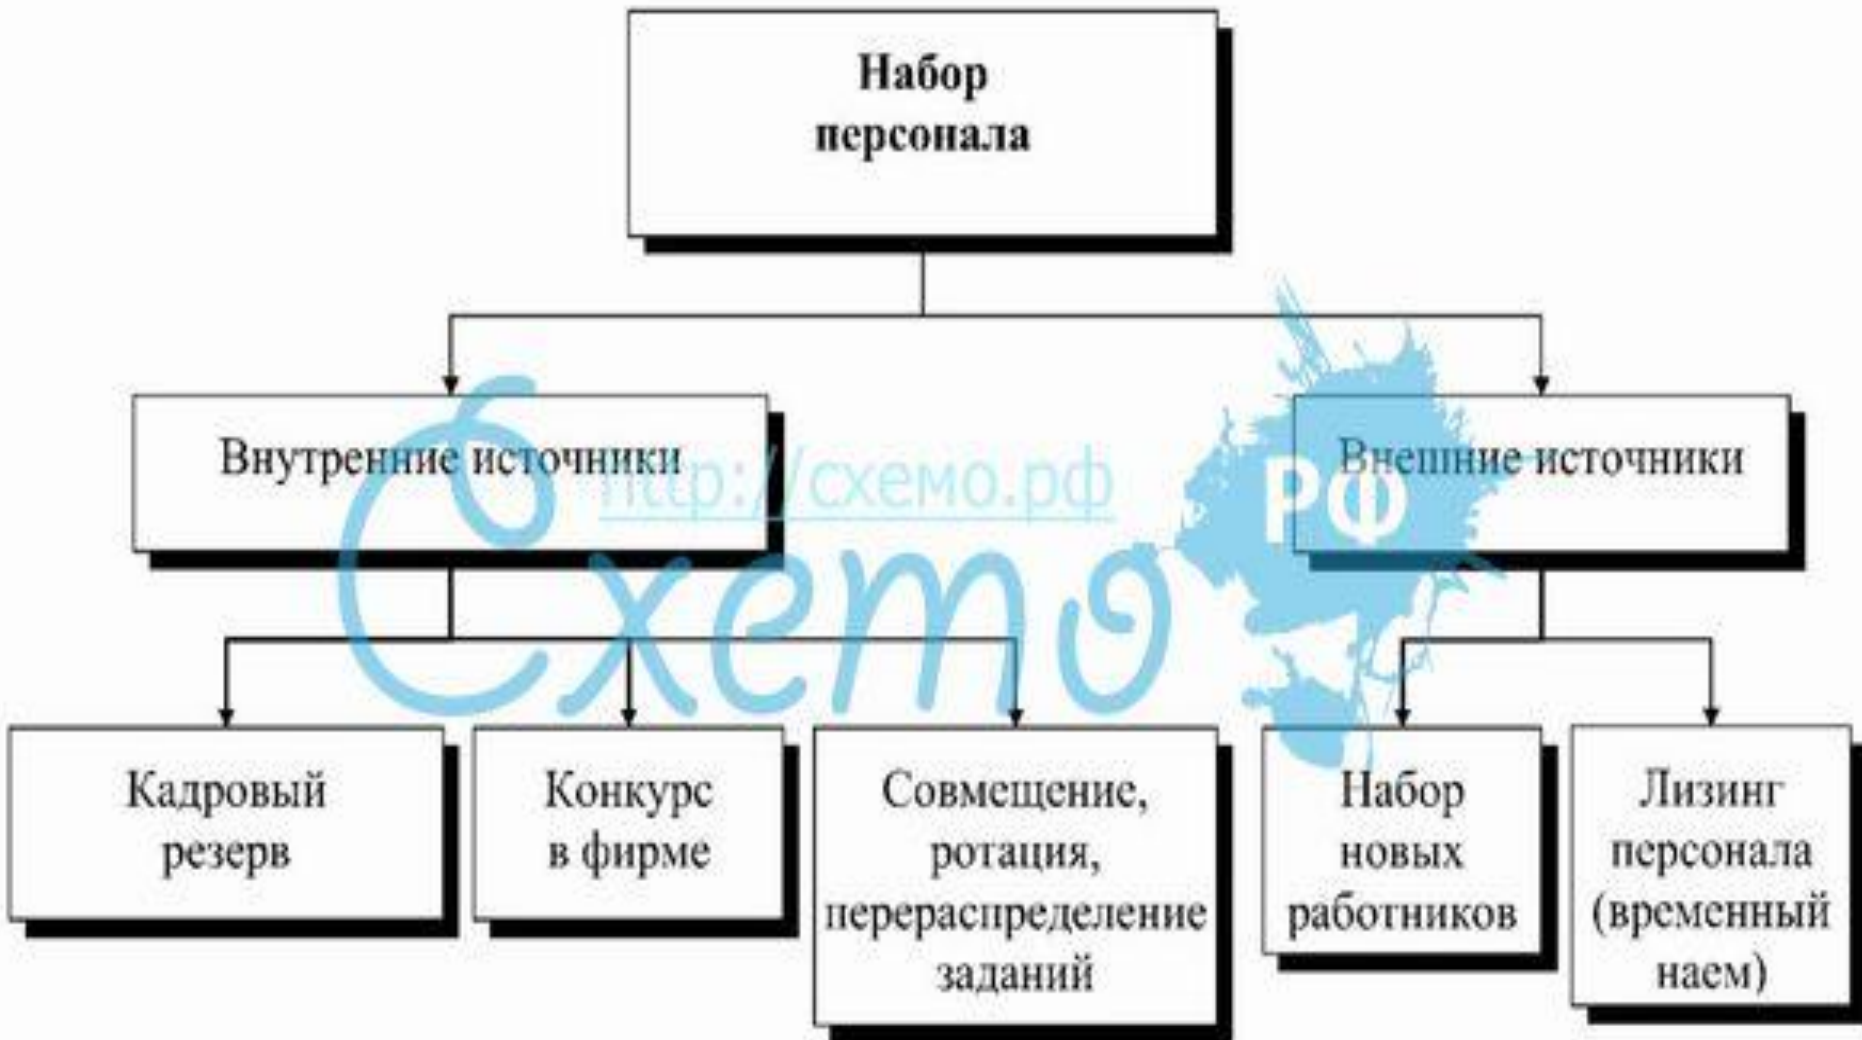 Набор
персонала
Внутренние источники
http://схемо.рф
Внешние источники
РФ
Схето
Кадровый
резерв
Конкурс
в фирме
Совмещение,
ротация,
перераспределение
заданий
Набор
новых
работников
Лизинг
персонала
(временный
наем)